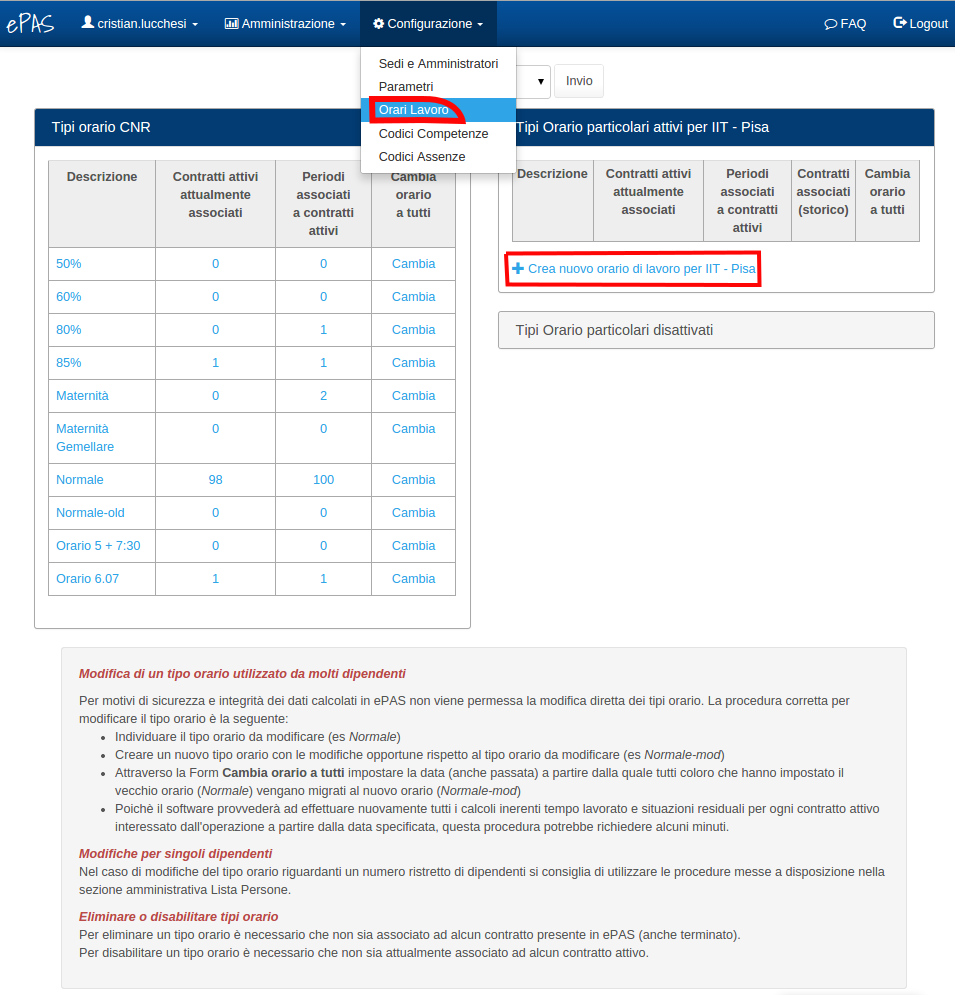 ePAS
cristian.lucchesi
Amministrazione
Configurazione
FAQ
Logout
Sedi e Amministratori
Parametri
Orari Lavoro
Codici Competenze
Codici Assenze
Invio
Tipi orario CNR
Descrizione
Contratti attivi
attualmente
associati
Periodi
associati
a contratti
attivi
Cambia
orario
a tutti
50% 0 0 Cambia
60% 0 0 Cambia
80% 0 1 Cambia
85% 1 1 Cambia
Maternità 0 2 Cambia
Maternità 0 0 Cambia
Gemellare
Normale 98 100 Cambia
Normale-old 0 0 Cambia
Orario 5 + 7:30 0 0 Cambia
Orario 6.07 1 1 Cambia
Tipi Orario particolari attivi per IIT - Pisa
Descrizione
Contratti attivi
attualmente
associati
Periodi
associati
a contratti
attivi
Contratti
associati
(storico)
Cambia
orario
a tutti
Crea nuovo orario di lavoro per IIT - Pisa
Tipi Orario particolari disattivati
Modifica di un tipo orario utilizzato da molti dipendenti
Per motivi di sicurezza e integrità dei dati calcolati in ePAS non viene permessa la modifica diretta dei tipi orario. La procedura corretta per
modificare il tipo orario è la seguente:
• Individuare il tipo orario da modificare (es Normale)
• Creare un nuovo tipo orario con le modifiche opportune rispetto al tipo orario da modificare (es Normale-mod)
• Attraverso la Form Cambia orario a tutti impostare la data (anche passata) a partire dalla quale tutti coloro che hanno impostato il
vecchio orario (Normale) vengano migrati al nuovo orario (Normale-mod)
• Poichè il software provvederà ad effettuare nuovamente tutti i calcoli inerenti tempo lavorato e situazioni residuali per ogni contratto attivo
interessato dall'operazione a partire dalla data specificata, questa procedura potrebbe richiedere alcuni minuti.
Modifiche per singoli dipendenti
Nel caso di modifiche del tipo orario riguardanti un numero ristretto di dipendenti si consiglia di utilizzare le procedure messe a disposizione nella
sezione amministrativa Lista Persone.
Eliminare o disabilitare tipi orario
Per eliminare un tipo orario è necessario che non sia associato ad alcun contratto presente in ePAS (anche terminato).
Per disabilitare un tipo orario è necessario che non sia attualmente associato ad alcun contratto attivo.